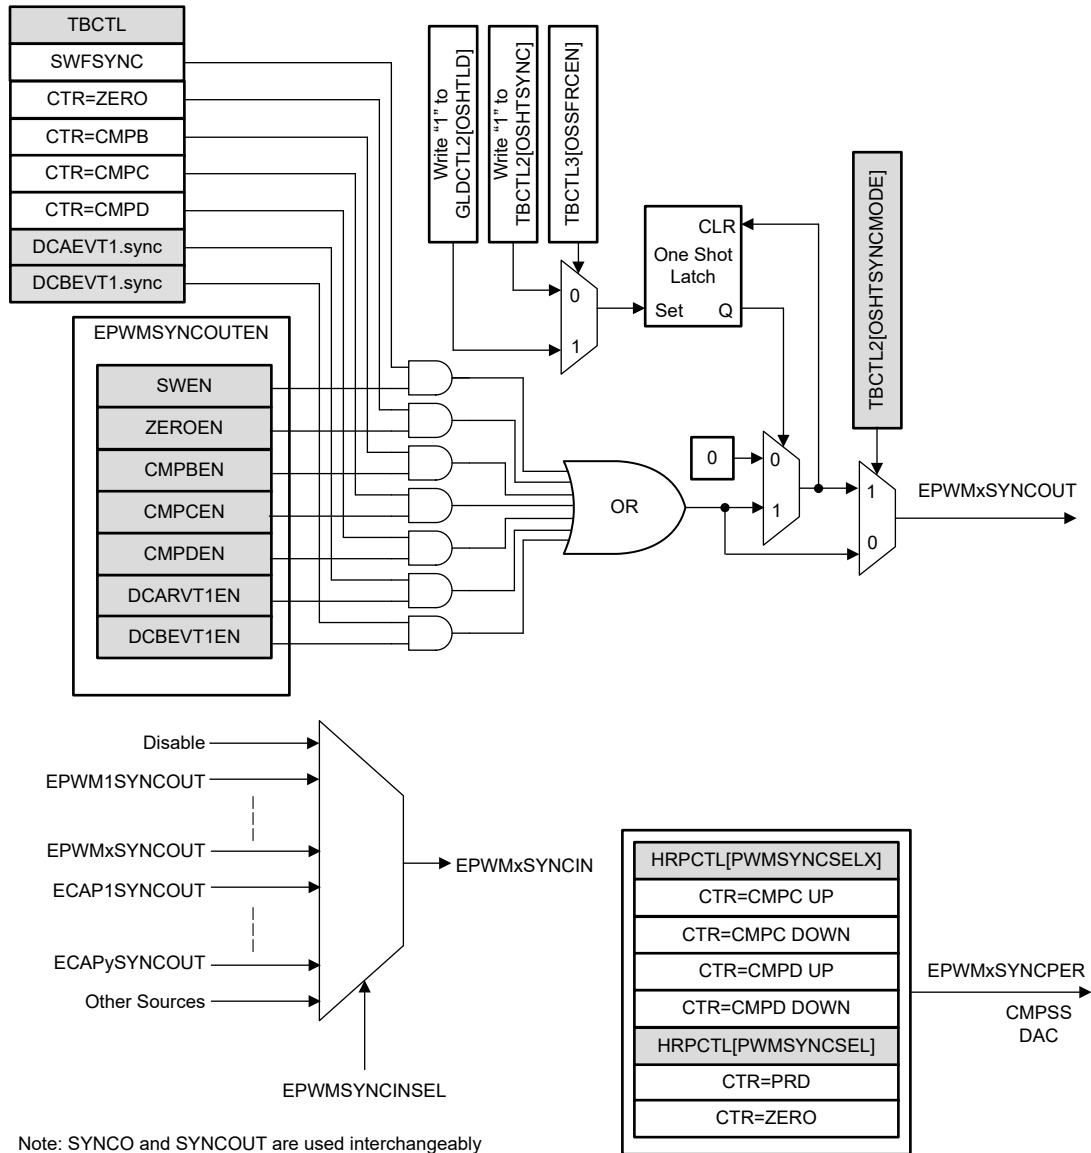 TBCTL
SWFSYNC
CTR=ZERO
CTR=CMPB
CTR=CMPC
CTR=CMPD
DCAEVT1.sync
DCBEVT1.sync
EPWMSYNCOUTEN
SWEN
ZEROEN
CMPBEN
CMPCEN
CMPDEN
DCARVT1EN
DCBEVT1EN
Write “1” to
GLDCTL2[OSHTLD]
Write “1” to
TBCTL2[OSHTSYNC]
TBCTL3[OSSFRCEN]
0
1
CLR
One Shot
Latch
Set Q
TBCTL2[OSHTSYNCMODE]
OR
0
0
1
1
0
EPWMxSYNCOUT
Disable
EPWM1SYNCOUT
EPWMxSYNCOUT
ECAP1SYNCOUT
ECAPySYNCOUT
Other Sources
EPWMxSYNCIN
EPWMSYNCINSEL
HRPCTL[PWMSYNCSELX]
CTR=CMPC UP
CTR=CMPC DOWN
CTR=CMPD UP
CTR=CMPD DOWN
HRPCTL[PWMSYNCSEL]
CTR=PRD
CTR=ZERO
EPWMxSYNCPER
CMPSS
DAC
Note: SYNCO and SYNCOUT are used interchangeably